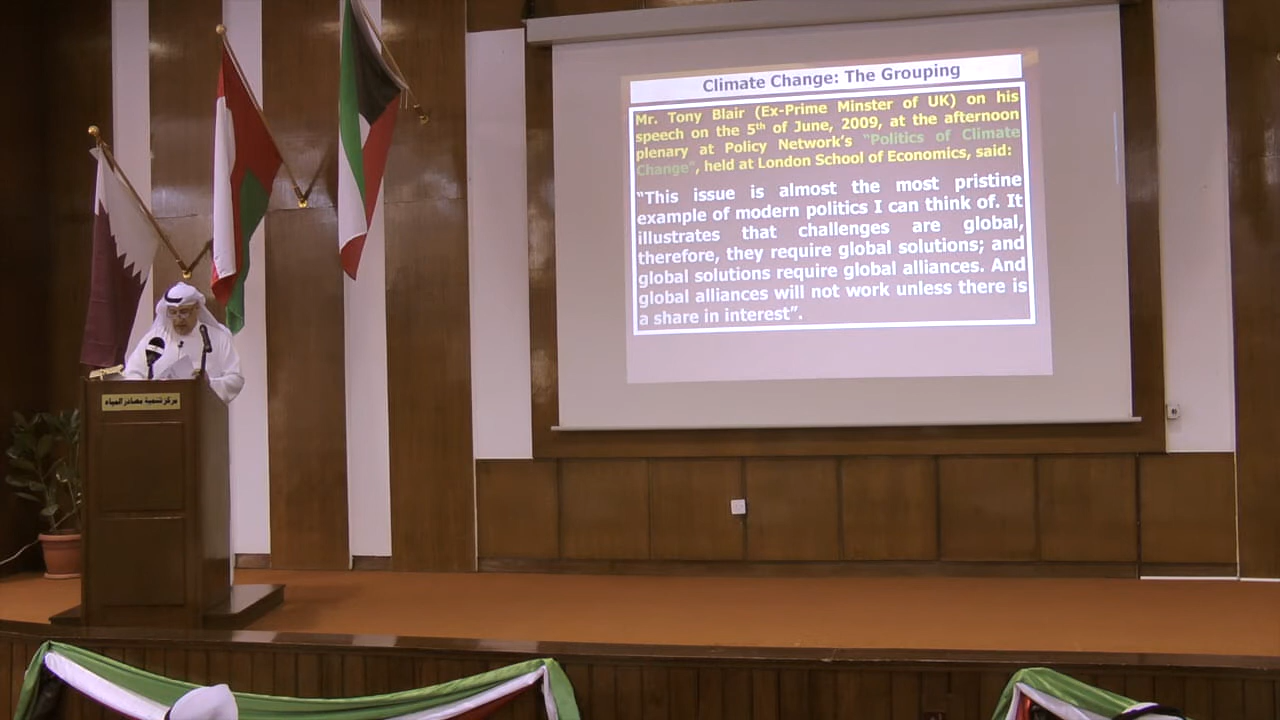 Climate Change: The Grouping
Mr. Tony Blair (Ex-Prime Minster of UK) on his
speech on the 5th of June, 2009, at the afternoon
plenary at Policy Network's "Politics of Climate
Change", held at London School of Economics, said:
"This issue is almost the most pristine
example of modern politics I can think of. It
illustrates that challenges are global,
therefore, they require global solutions; and
global solutions require global alliances. And
global alliances will not work unless there is
a share in interest".
مركز تنمية مصادر المياه